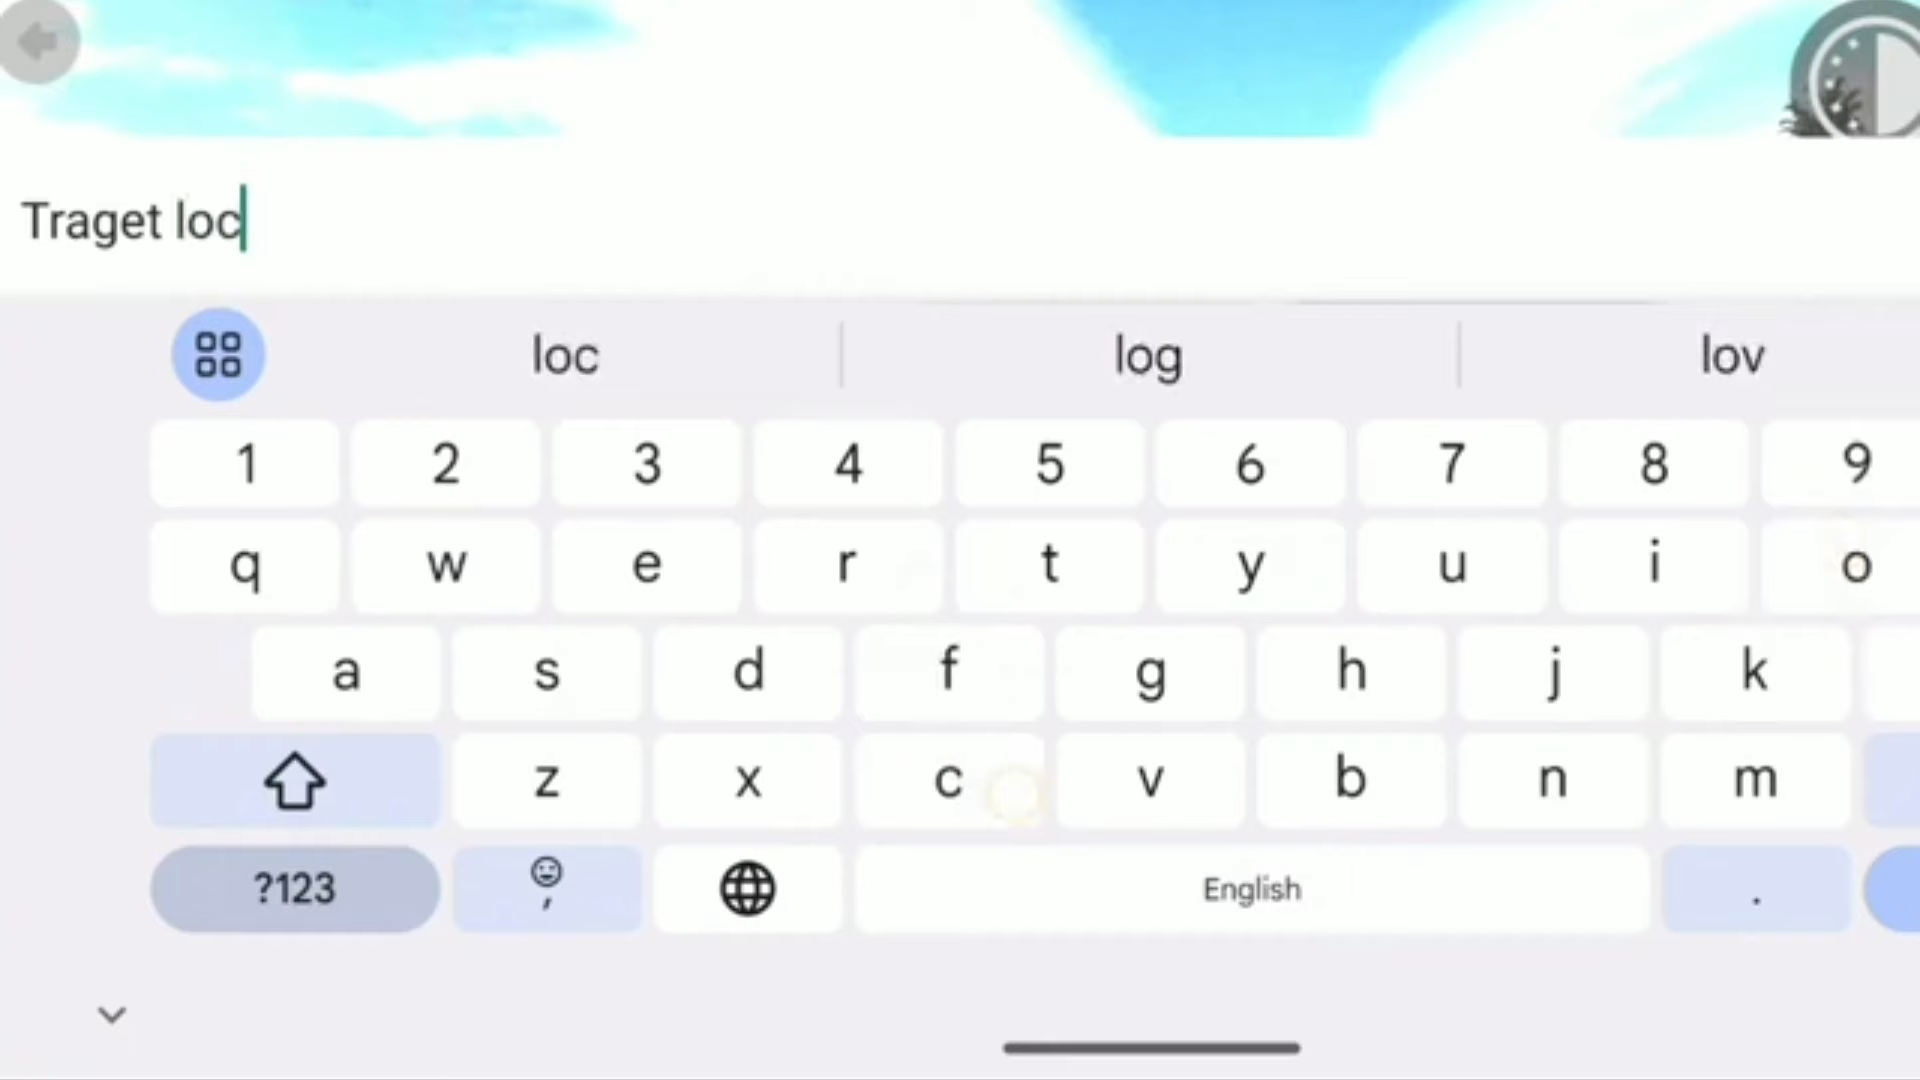 Traget loc
loc log lov
1 2 3 4 5 6 7 8 9
q w e r t y u i o
a s d f g h j k
z x c v b n m
?123 , English .